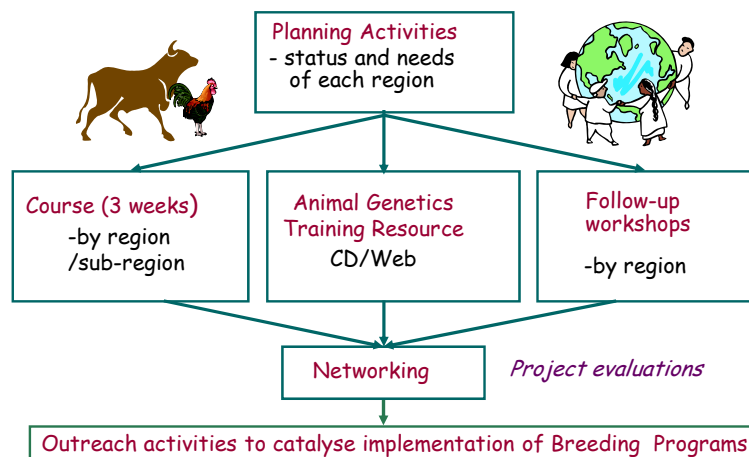 Planning Activities
- status and needs
of each region
Course (3 weeks)
-by region
/sub-region
Animal Genetics
Training Resource
CD/Web
Follow-up
workshops
-by region
Networking
Project evaluations
Outreach activities to catalyse implementation of Breeding Programs